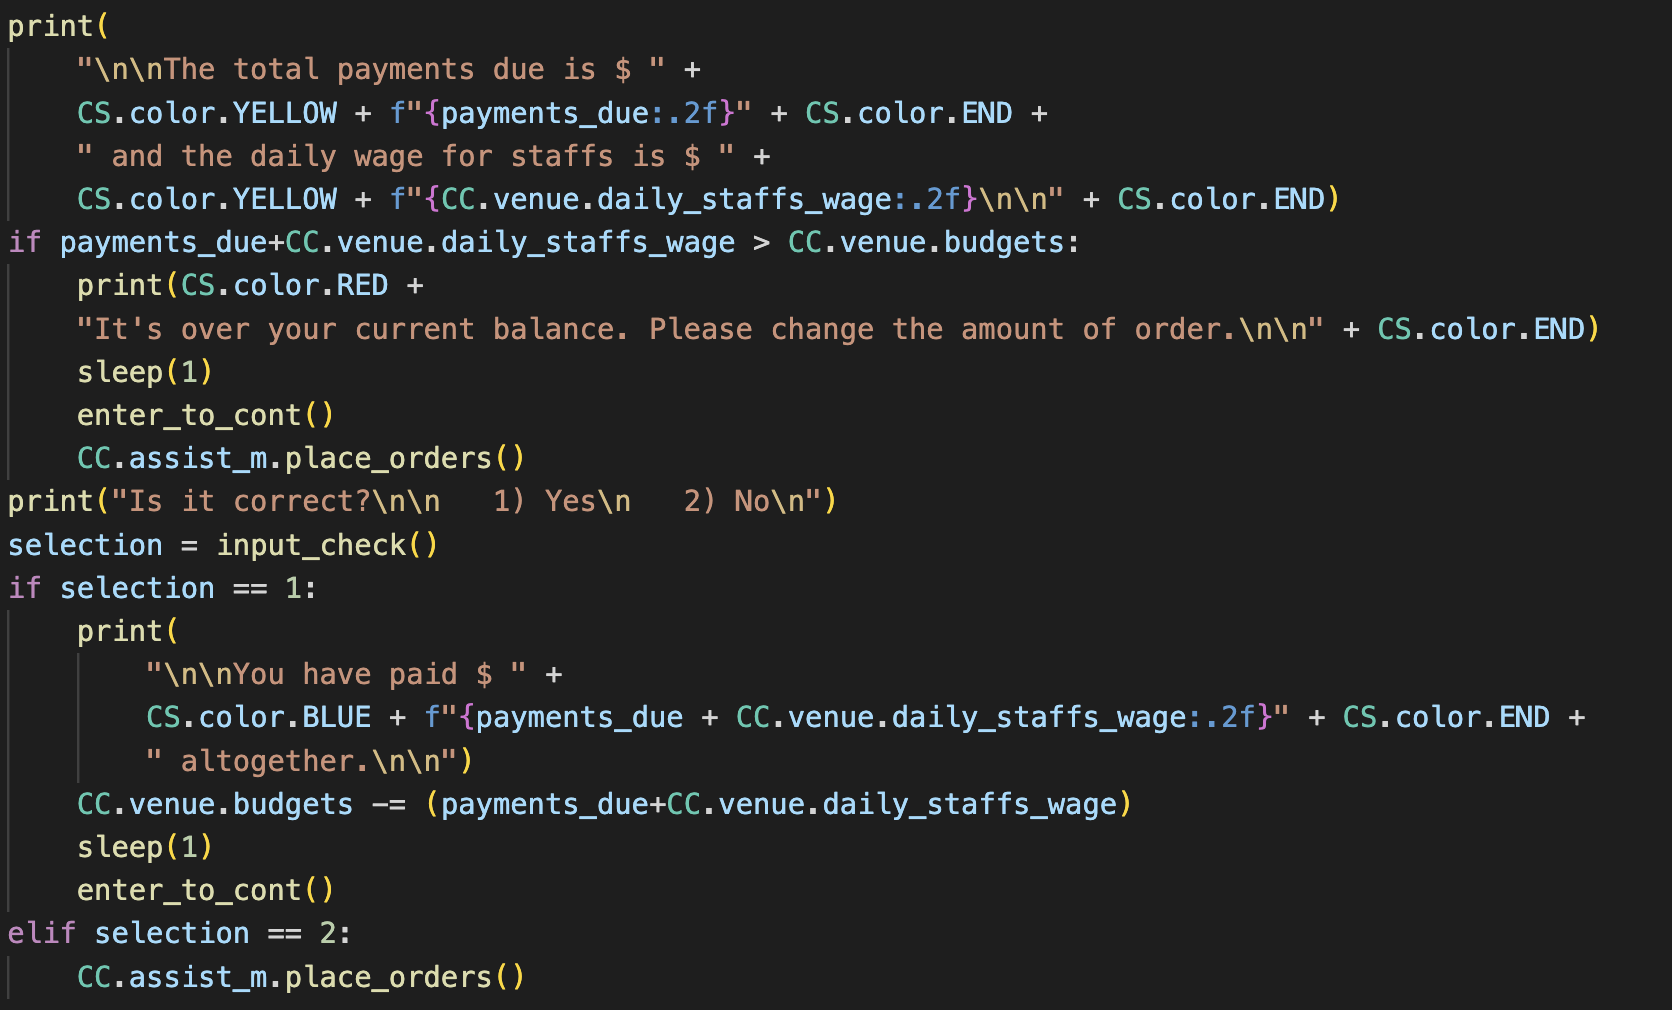 print(
    "\n\nThe total payments due is $ " +
    CS.color.YELLOW + f"{payments_due:.2f}" + CS.color.END +
    " and the daily wage for staffs is $ " +
    CS.color.YELLOW + f"{CC.venue.daily_staffs_wage:.2f}\n\n" + CS.color.END)
if payments_due+CC.venue.daily_staffs_wage > CC.venue.budgets:
    print(CS.color.RED +
    "It's over your current balance. Please change the amount of order.\n\n" + CS.color.END)
    sleep(1)
    enter_to_cont()
    CC.assist_m.place_orders()
print("Is it correct?\n\n   1) Yes\n   2) No\n")
selection = input_check()
if selection == 1:
    print(
        "\n\nYou have paid $ " +
        CS.color.BLUE + f"{payments_due + CC.venue.daily_staffs_wage:.2f}" + CS.color.END +
        " altogether.\n\n")
    CC.venue.budgets -= (payments_due+CC.venue.daily_staffs_wage)
    sleep(1)
    enter_to_cont()
elif selection == 2:
    CC.assist_m.place_orders()